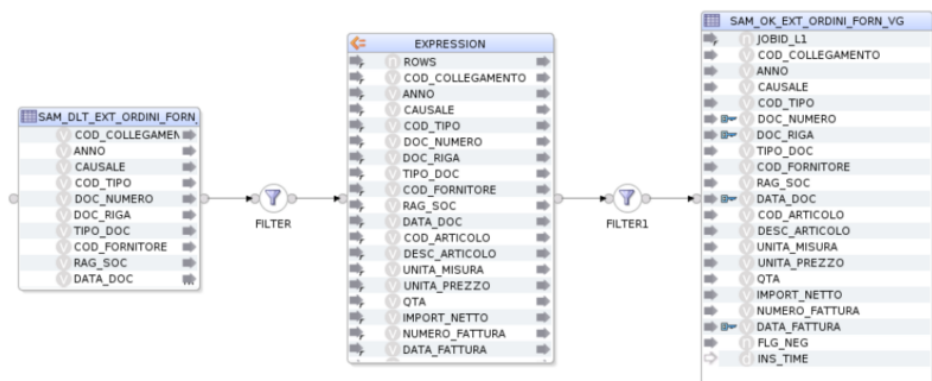 SAM_DLT_EXT_ORDINI_FORN_
COD_COLLEGAMEN
ANNO
CAUSALE
COD_TIPO
DOC_NUMERO
DOC_RIGA
TIPO_DOC
COD_FORNITORE
RAG_SOC
DATA_DOC
FILTER
EXPRESSION
ROWS
COD_COLLEGAMENTO
ANNO
CAUSALE
COD_TIPO
DOC_NUMERO
DOC_RIGA
TIPO_DOC
COD_FORNITORE
RAG_SOC
DATA_DOC
COD_ARTICOLO
DESC_ARTICOLO
UNITA_MISURA
UNITA_PREZZO
QTA
IMPORT_NETTO
NUMERO_FATTURA
DATA_FATTURA
FILTER1
SAM_OK_EXT_ORDINI_FORN_VG
JOBID_L1
COD_COLLEGAMENTO
ANNO
CAUSALE
COD_TIPO
DOC_NUMERO
DOC_RIGA
TIPO_DOC
COD_FORNITORE
RAG_SOC
DATA_DOC
COD_ARTICOLO
DESC_ARTICOLO
UNITA_MISURA
UNITA_PREZZO
QTA
IMPORT_NETTO
NUMERO_FATTURA
DATA_FATTURA
FLG_NEG
INS_TIME